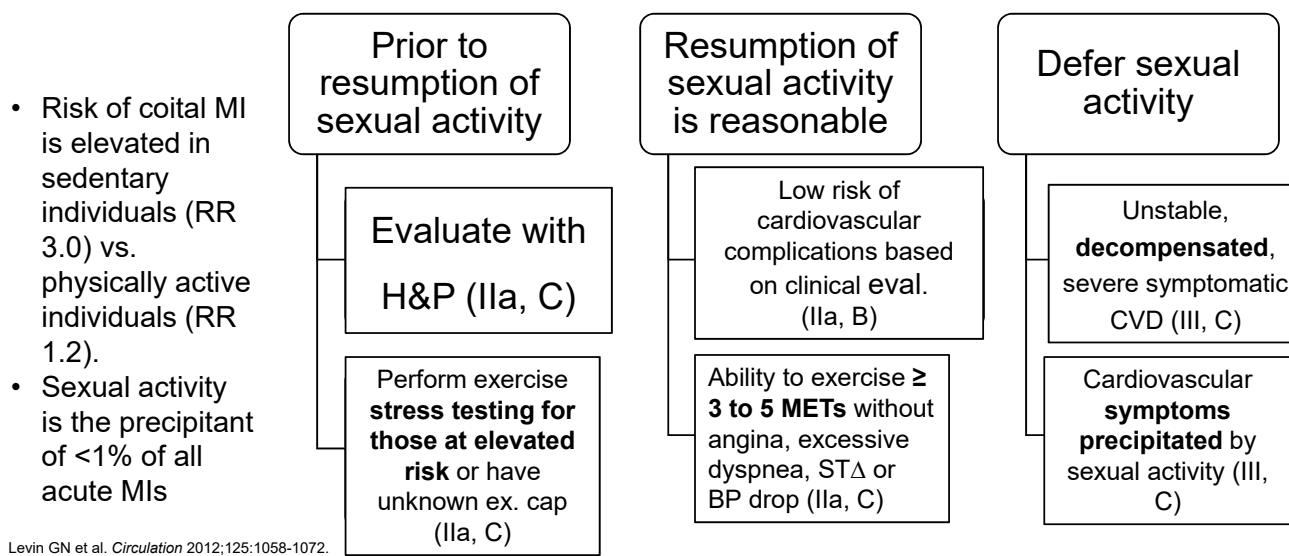 • Risk of coital MI
is elevated in
sedentary
individuals (RR
3.0) vs.
physically active
individuals (RR
1.2).
• Sexual activity
is the precipitant
of <1% of all
acute MIs
Prior to
resumption of
sexual activity
Evaluate with
H&P (IIa, C)
Perform exercise
stress testing for
those at elevated
risk or have
unknown ex. cap
(IIa, C)
Resumption of
sexual activity
is reasonable
Low risk of
cardiovascular
complications based
on clinical eval.
(IIa, B)
Ability to exercise ≥
3 to 5 METs without
angina, excessive
dyspnea, STΔ or
BP drop (IIa, C)
Defer sexual
activity
Unstable,
decompensated,
severe symptomatic
CVD (III, C)
Cardiovascular
symptoms
precipitated by
sexual activity (III,
C)
Levin GN et al. Circulation 2012;125:1058-1072.